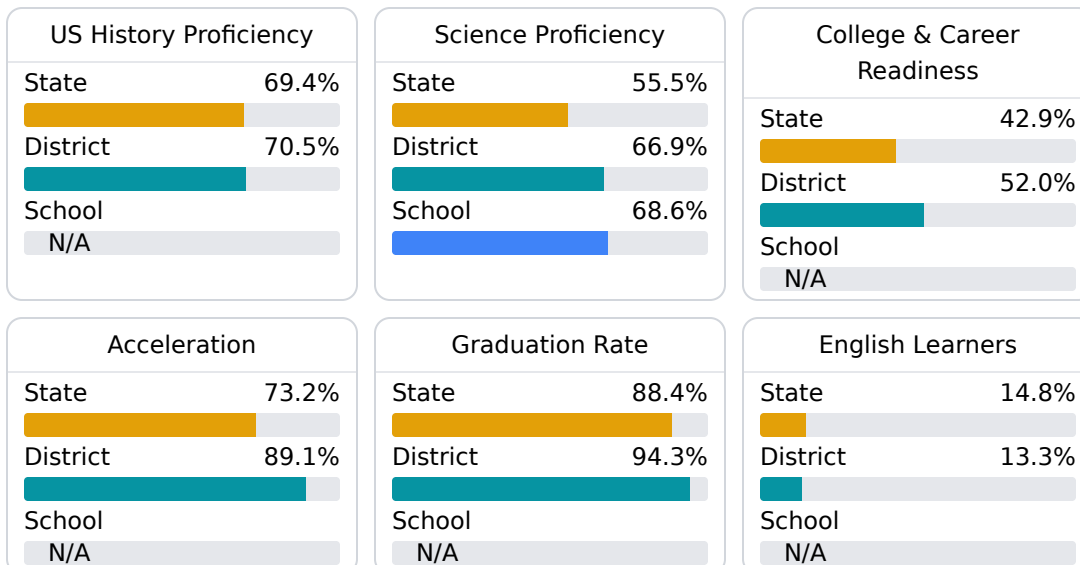 US History Proficiency
State 69.4%
District 70.5%
School
N/A
Science Proficiency
State 55.5%
District 66.9%
School 68.6%
College & Career
Readiness
State 42.9%
District 52.0%
School
N/A
Acceleration
State 73.2%
District 89.1%
School
N/A
Graduation Rate
State 88.4%
District 94.3%
School
N/A
English Learners
State 14.8%
District 13.3%
School
N/A